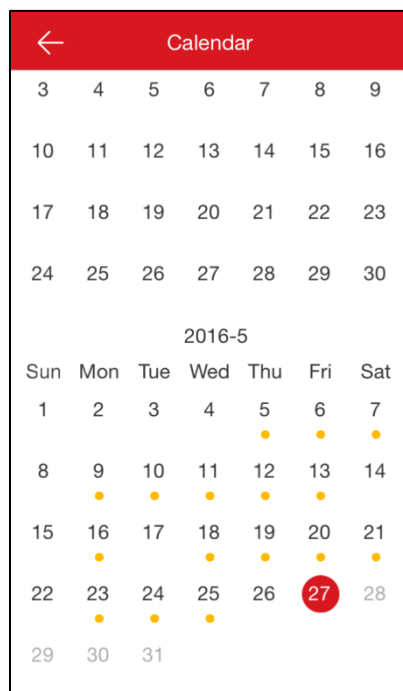 Calendar
3 4 5 6 7 8 9
10 11 12 13 14 15 16
17 18 19 20 21 22 23
24 25 26 27 28 29 30
2016-5
Sun Mon Tue Wed Thu Fri Sat
1 2 3 4 5 6 7
8 9 10 11 12 13 14
15 16 17 18 19 20 21
22 23 24 25 26 27 28
29 30 31